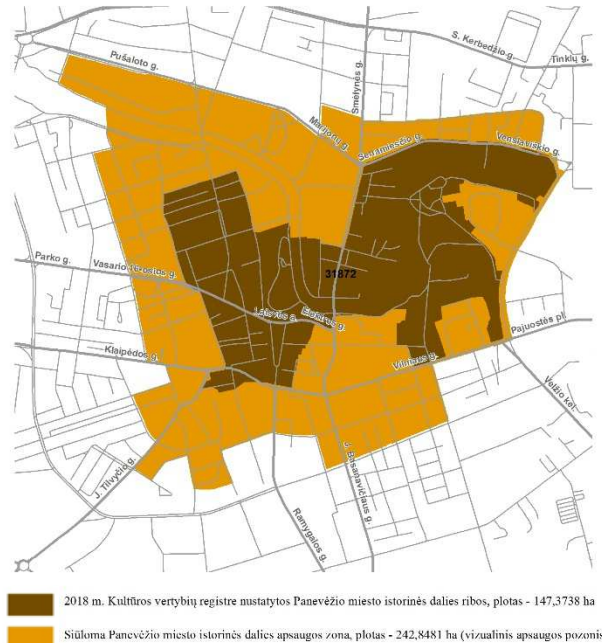 S. Kerbedžio g.
Tinklų g.
Pušaloto g.
Smėlynės g.
Marijonų g.
Senamiesčio g.
Venslaviškio g.
Parko g.
Vasario 16-osios g.
31872
Laisvės a.
Elektros g.
Pajuostės pl.
Klaipėdos g.
Vilniaus g.
Velžio kel.
J. Tilvyčio g.
J. Basanavičiaus g.
Ramygalos g.
2018 m. Kultūros vertybių registre nustatytos Panevėžio miesto istorinės dalies ribos, plotas - 147,3738 ha
Siūloma Panevėžio miesto istorinės dalies apsaugos zona, plotas - 242,8481 ha (vizualinis apsaugos pozonis